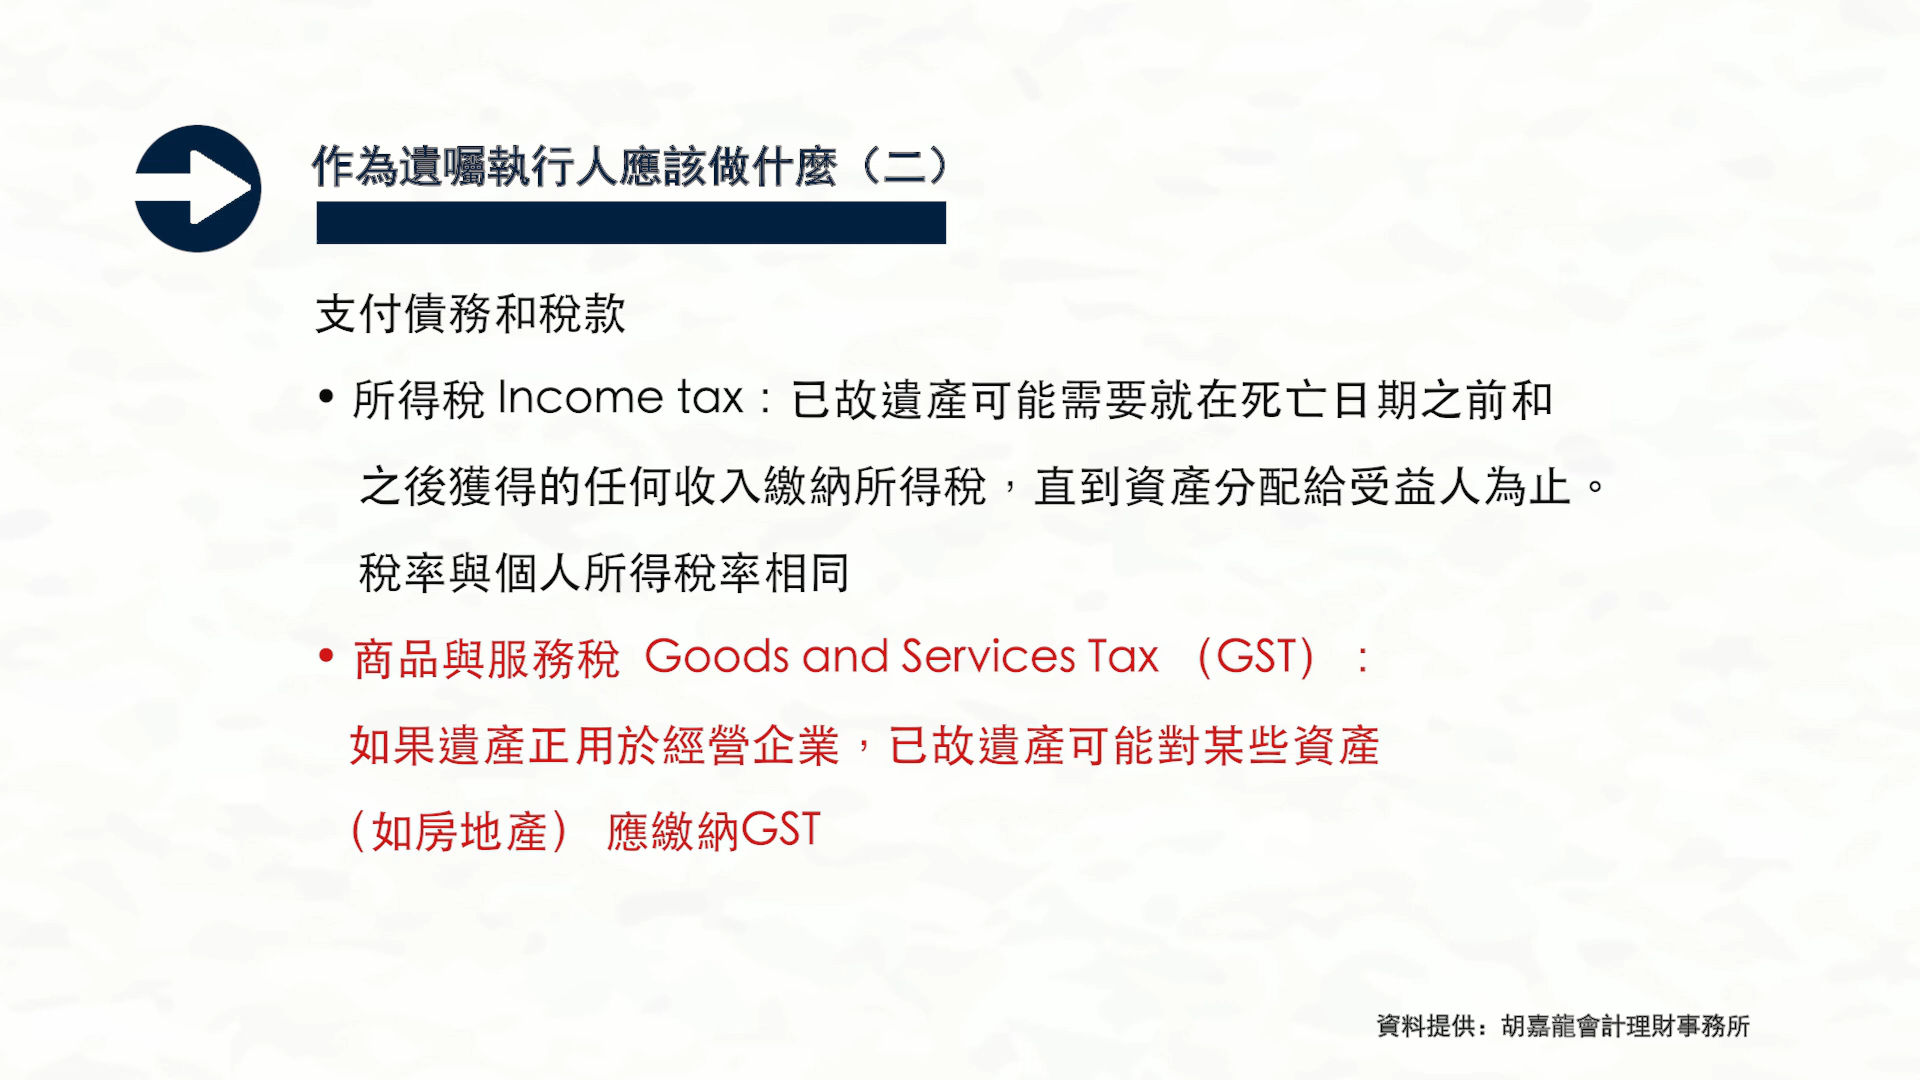 作為遺囑執行人應該做什麼（二）
支付債務和稅款
• 所得稅 Income tax：已故遺產可能需要就在死亡日期之前和
之後獲得的任何收入繳納所得稅，直到資產分配給受益人為止。
稅率與個人所得稅率相同
• 商品與服務稅 Goods and Services Tax （GST）：
如果遺產正用於經營企業，已故遺產可能對某些資產
（如房地產） 應繳納GST
資料提供：胡嘉龍會計理財事務所